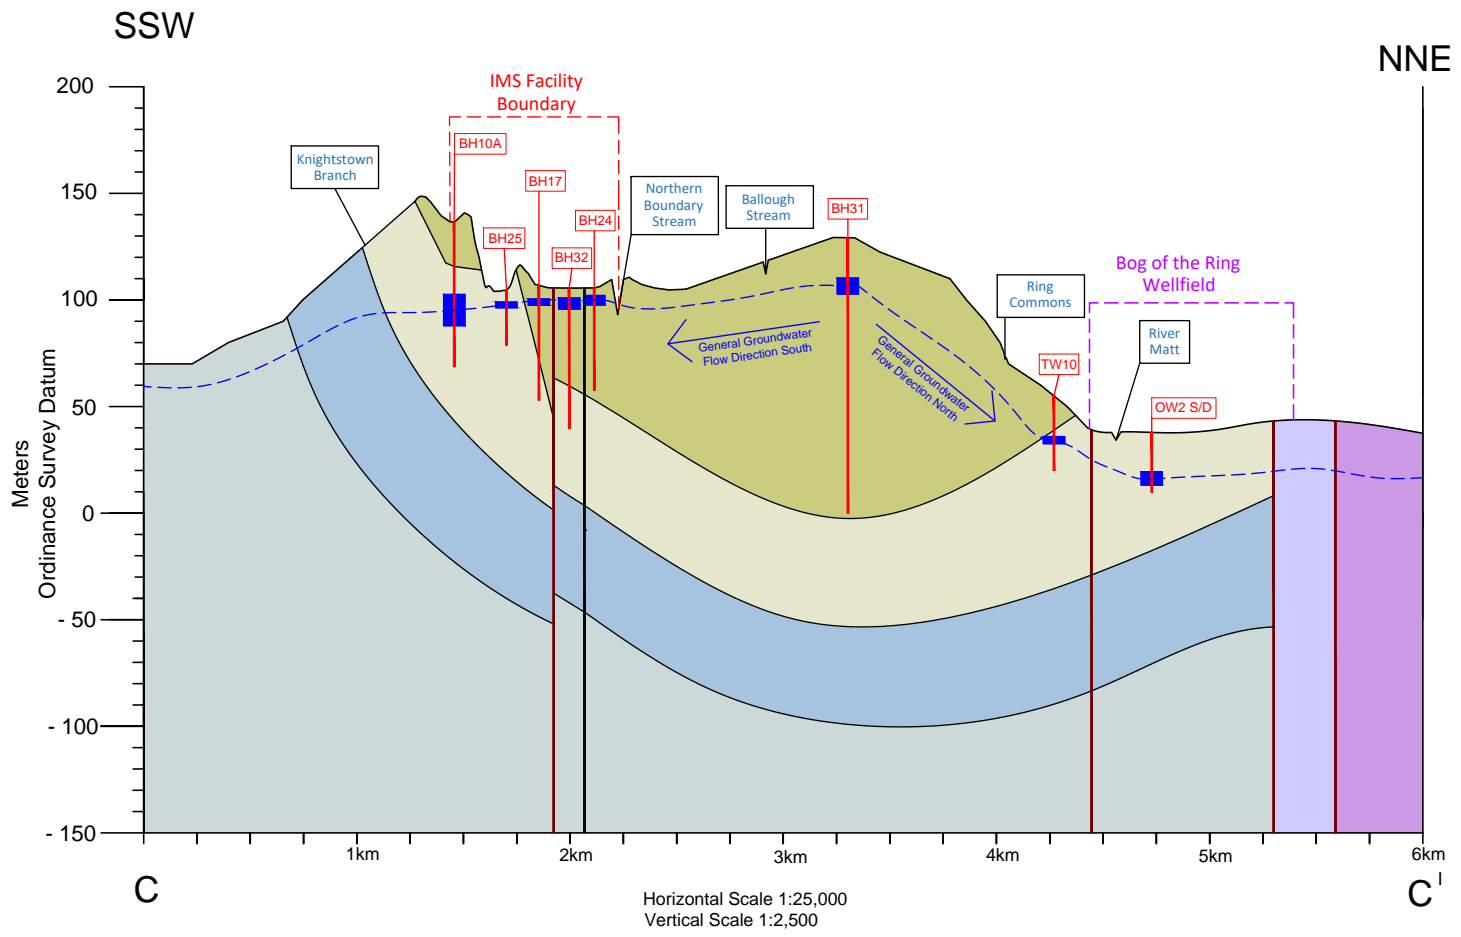 SSW
NNE
IMS Facility
Boundary
BH10A
Knightstown
Branch
BH17
BH25
BH32
BH24
Northern
Boundary
Stream
Ballough
Stream
BH31
Ring
Commons
Bog of the Ring
Wellfield
River
Matt
TW10
OW2 S/D
General Groundwater
Flow Direction South
General Groundwater
Flow Direction North
Meters
Ordinance Survey Datum
200
150
100
50
0
- 50
- 100
- 150
1km
2km
3km
4km
5km
6km
C
C I
Horizontal Scale 1:25,000
Vertical Scale 1:2,500